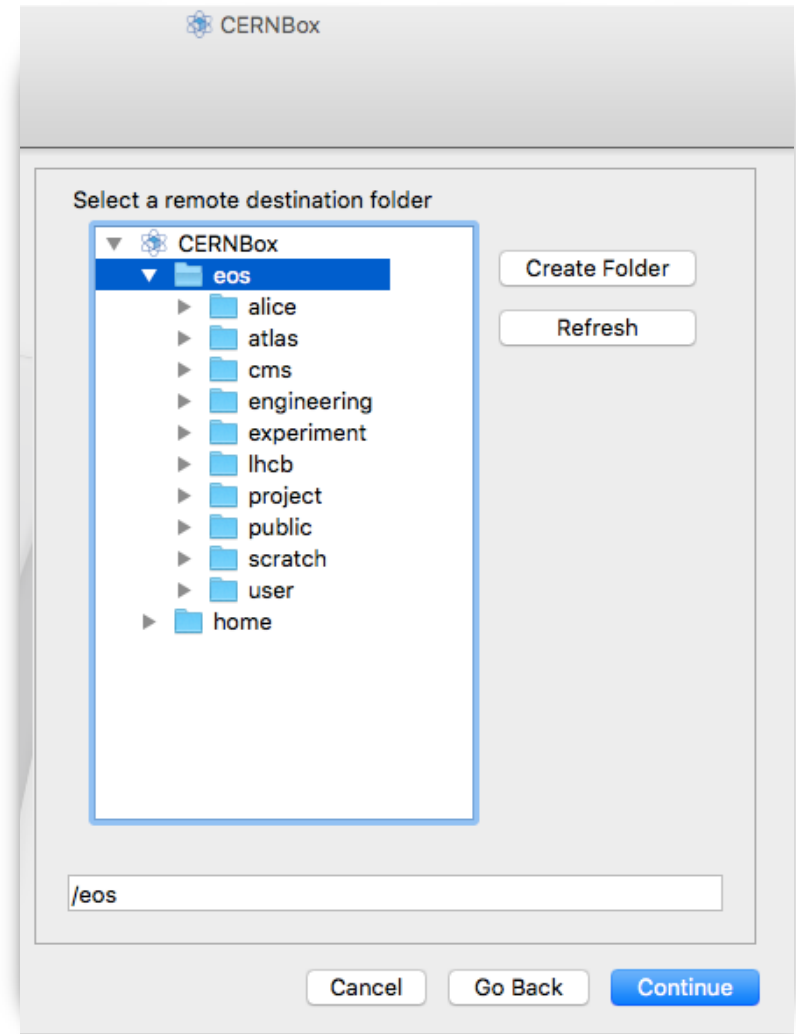 CERNBox
Select a remote destination folder
CERNBox
eos
alice
atlas
cms
engineering
experiment
lhcb
project
public
scratch
user
home
Create Folder
Refresh
/eos
Cancel Go Back Continue